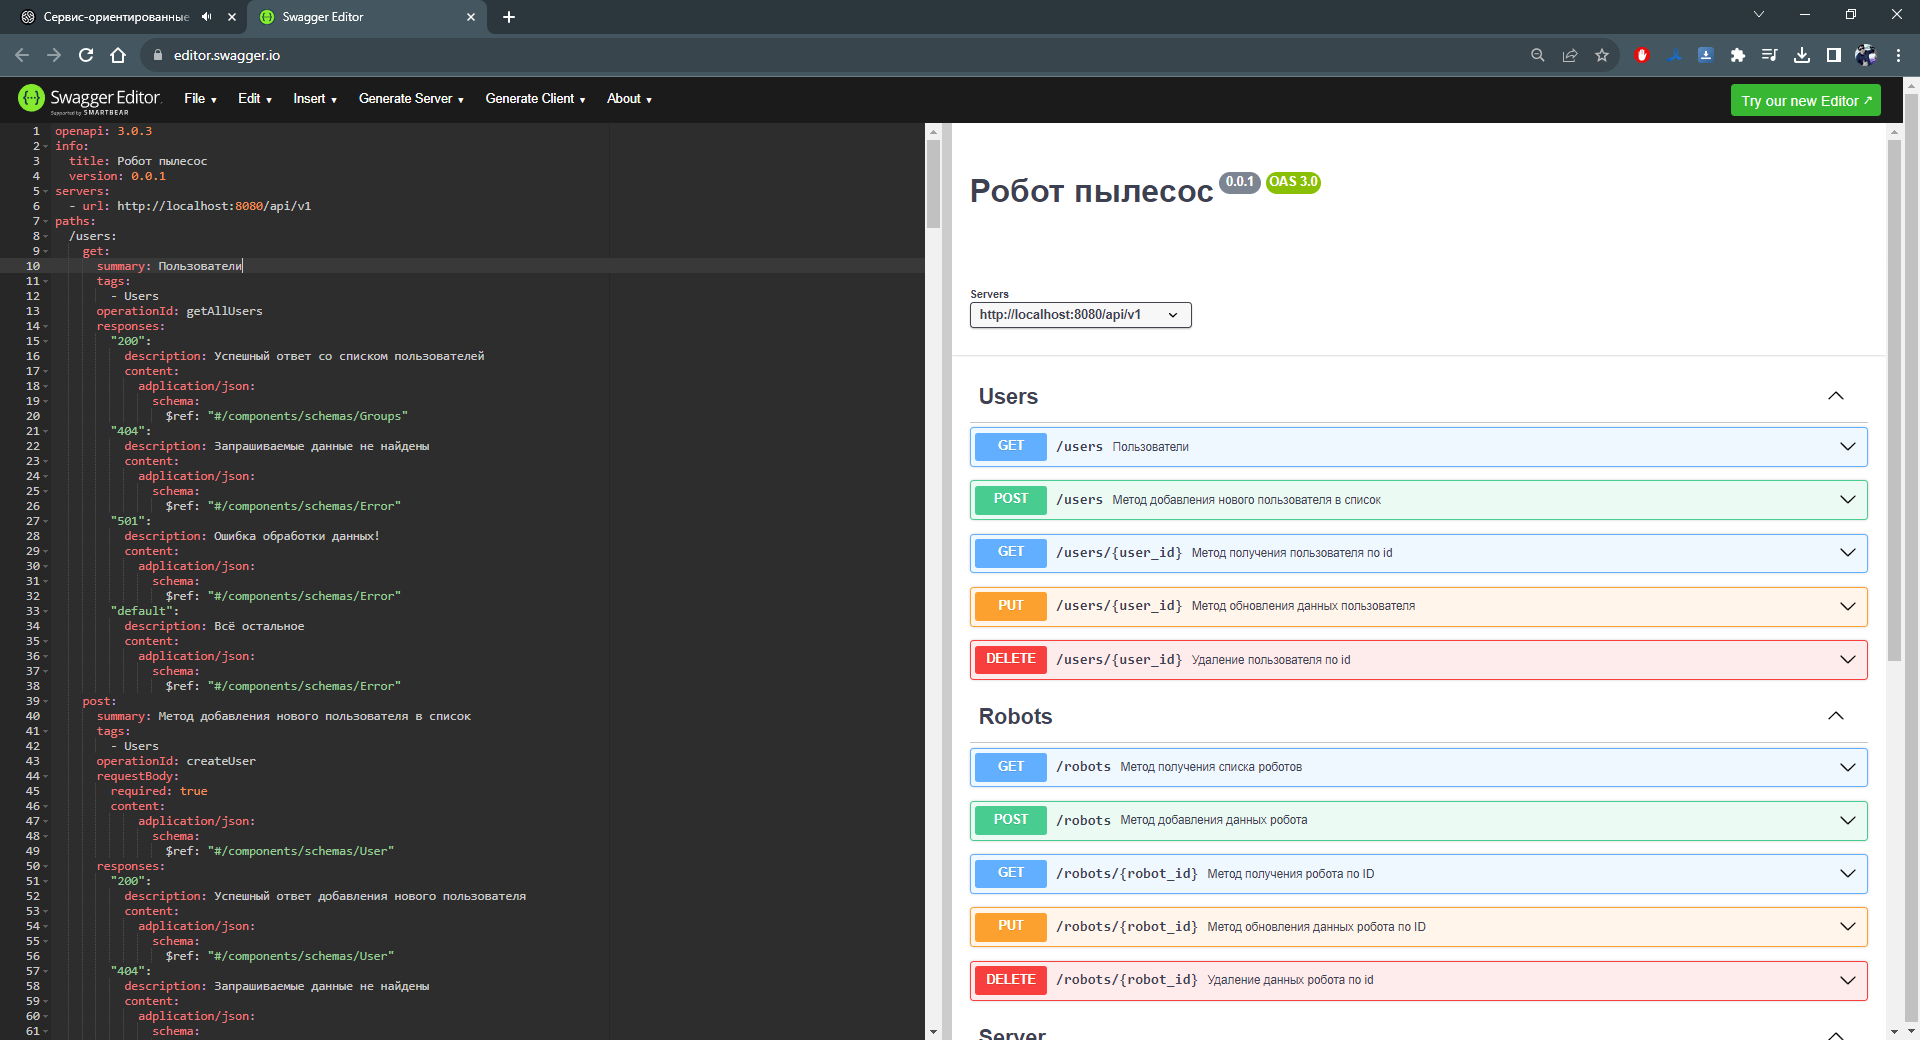 Сервис-ориентированные
Swagger Editor
editor.swagger.io
Swagger Editor
Supported by SMARTBEAR
File
Edit
Insert
Generate Server
Generate Client
About
Try our new Editor ↗
1 openapi: 3.0.3
2 info:
3 title: Робот пылесос
4 version: 0.0.1
5 servers:
6 - url: http://localhost:8080/api/v1
7 paths:
8 /users:
9 get:
10 summary: Пользователи
11 tags:
12 - Users
13 operationId: getAllUsers
14 responses:
15 "200":
16 description: Успешный ответ со списком пользователей
17 content:
18 adplication/json:
19 schema:
20 $ref: "#/components/schemas/Groups"
21 "404":
22 description: Запрашиваемые данные не найдены
23 content:
24 adplication/json:
25 schema:
26 $ref: "#/components/schemas/Error"
27 "501":
28 description: Ошибка обработки данных!
29 content:
30 adplication/json:
31 schema:
32 $ref: "#/components/schemas/Error"
33 "default":
34 description: Всё остальное
35 content:
36 adplication/json:
37 schema:
38 $ref: "#/components/schemas/Error"
39 post:
40 summary: Метод добавления нового пользователя в список
41 tags:
42 - Users
43 operationId: createUser
44 requestBody:
45 required: true
46 content:
47 adplication/json:
48 schema:
49 $ref: "#/components/schemas/User"
50 responses:
51 "200":
52 description: Успешный ответ добавления нового пользователя
53 content:
54 adplication/json:
55 schema:
56 $ref: "#/components/schemas/User"
57 "404":
58 description: Запрашиваемые данные не найдены
59 content:
60 adplication/json:
61 schema:
Робот пылесос 0.0.1 OAS 3.0
Servers
http://localhost:8080/api/v1
Users
GET /users Пользователи
POST /users Метод добавления нового пользователя в список
GET /users/{user_id} Метод получения пользователя по id
PUT /users/{user_id} Метод обновления данных пользователя
DELETE /users/{user_id} Удаление пользователя по id
Robots
GET /robots Метод получения списка роботов
POST /robots Метод добавления данных робота
GET /robots/{robot_id} Метод получения робота по ID
PUT /robots/{robot_id} Метод обновления данных робота по ID
DELETE /robots/{robot_id} Удаление данных робота по id
Server